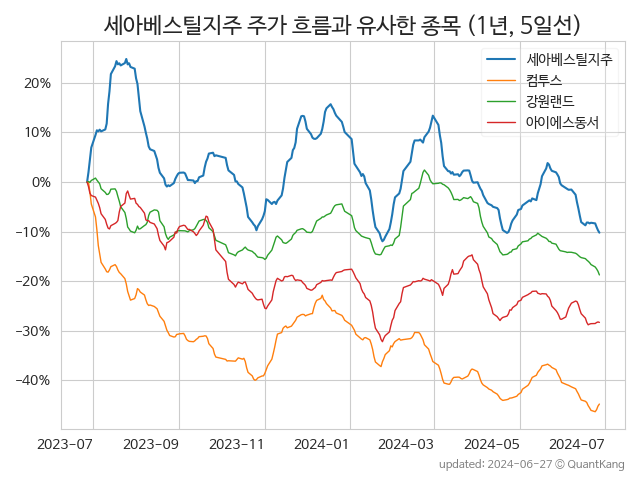 세아베스틸지주 주가 흐름과 유사한 종목 (1년, 5일선)
세아베스틸지주
컴투스
강원랜드
아이에스동서
20%
10%
0%
−10%
−20%
−30%
−40%
2023-07 2023-09 2023-11 2024-01 2024-03 2024-05 2024-07
updated: 2024-06-27 © QuantKang